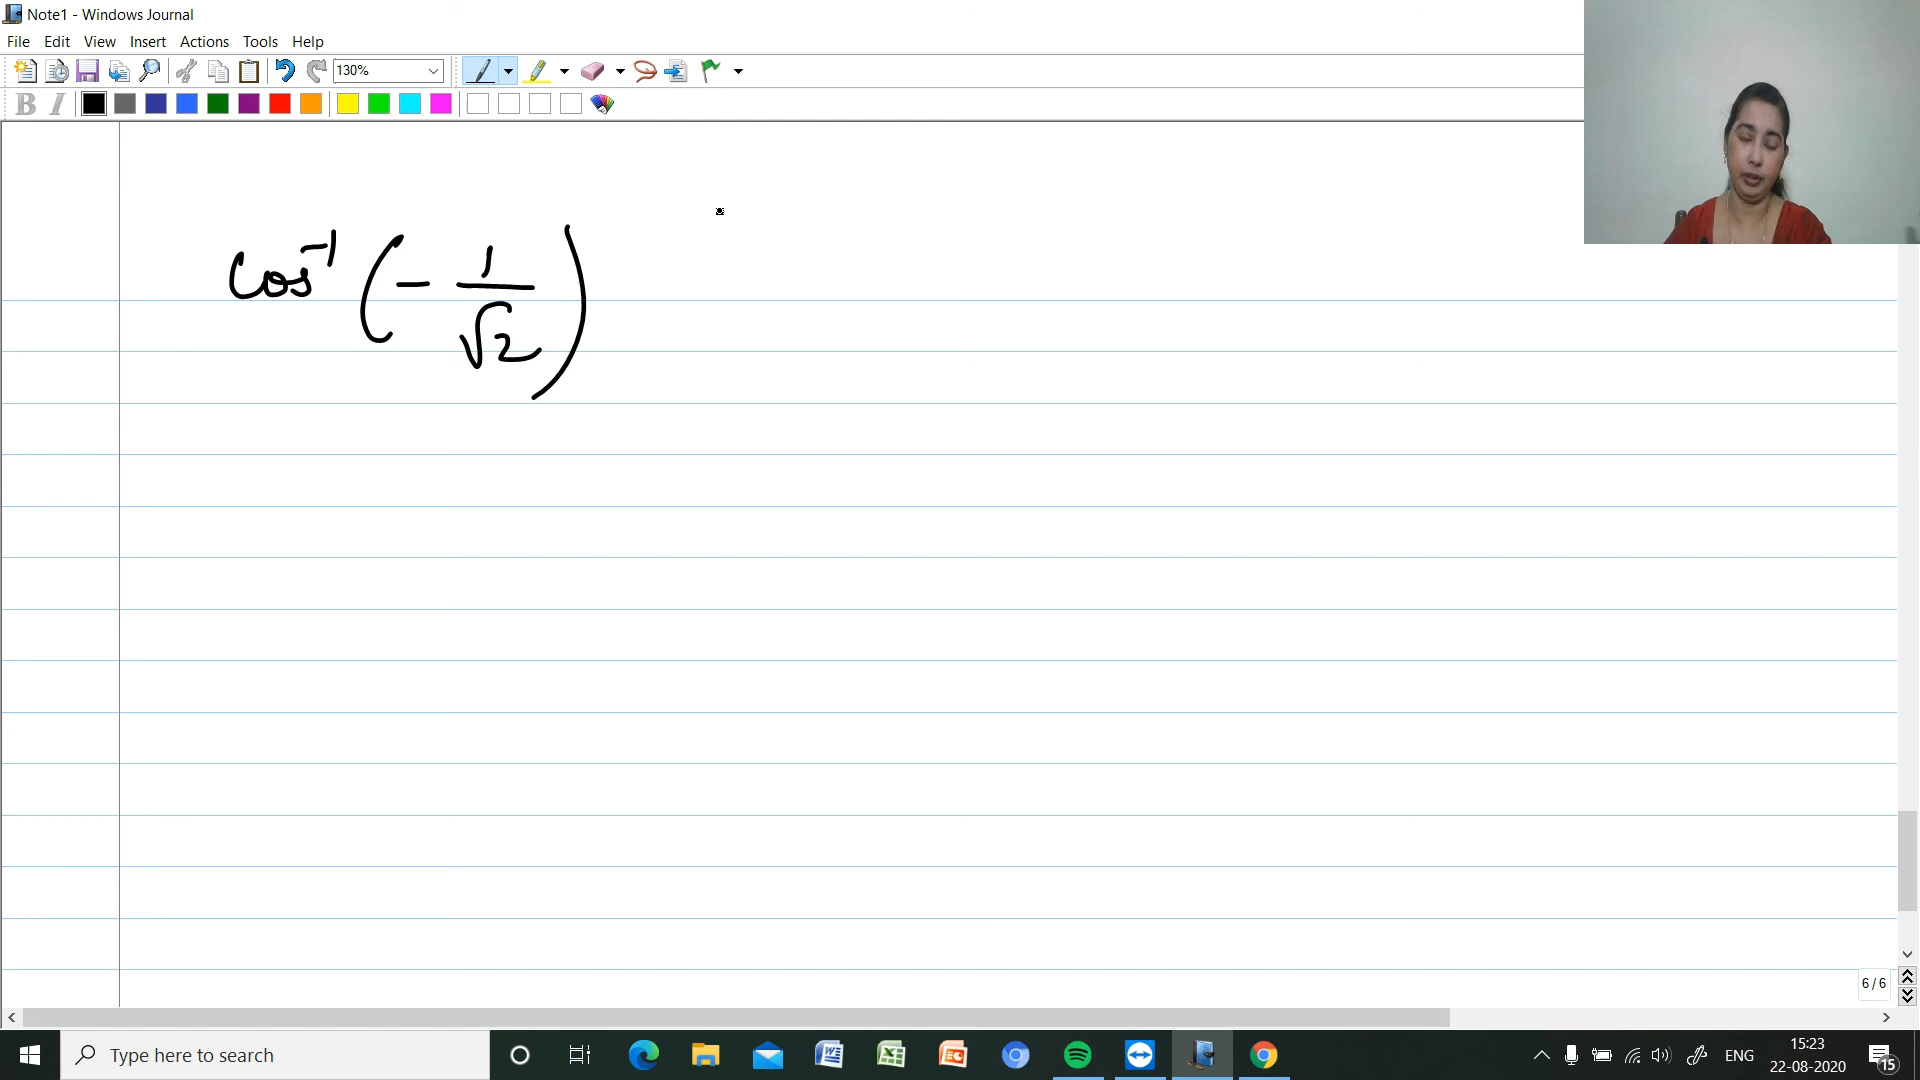 Note1 - Windows Journal
File Edit View Insert Actions Tools Help
130%
B I
cos⁻¹ (- 1/√2)
6 / 6
Type here to search
ENG
15:23
22-08-2020
15